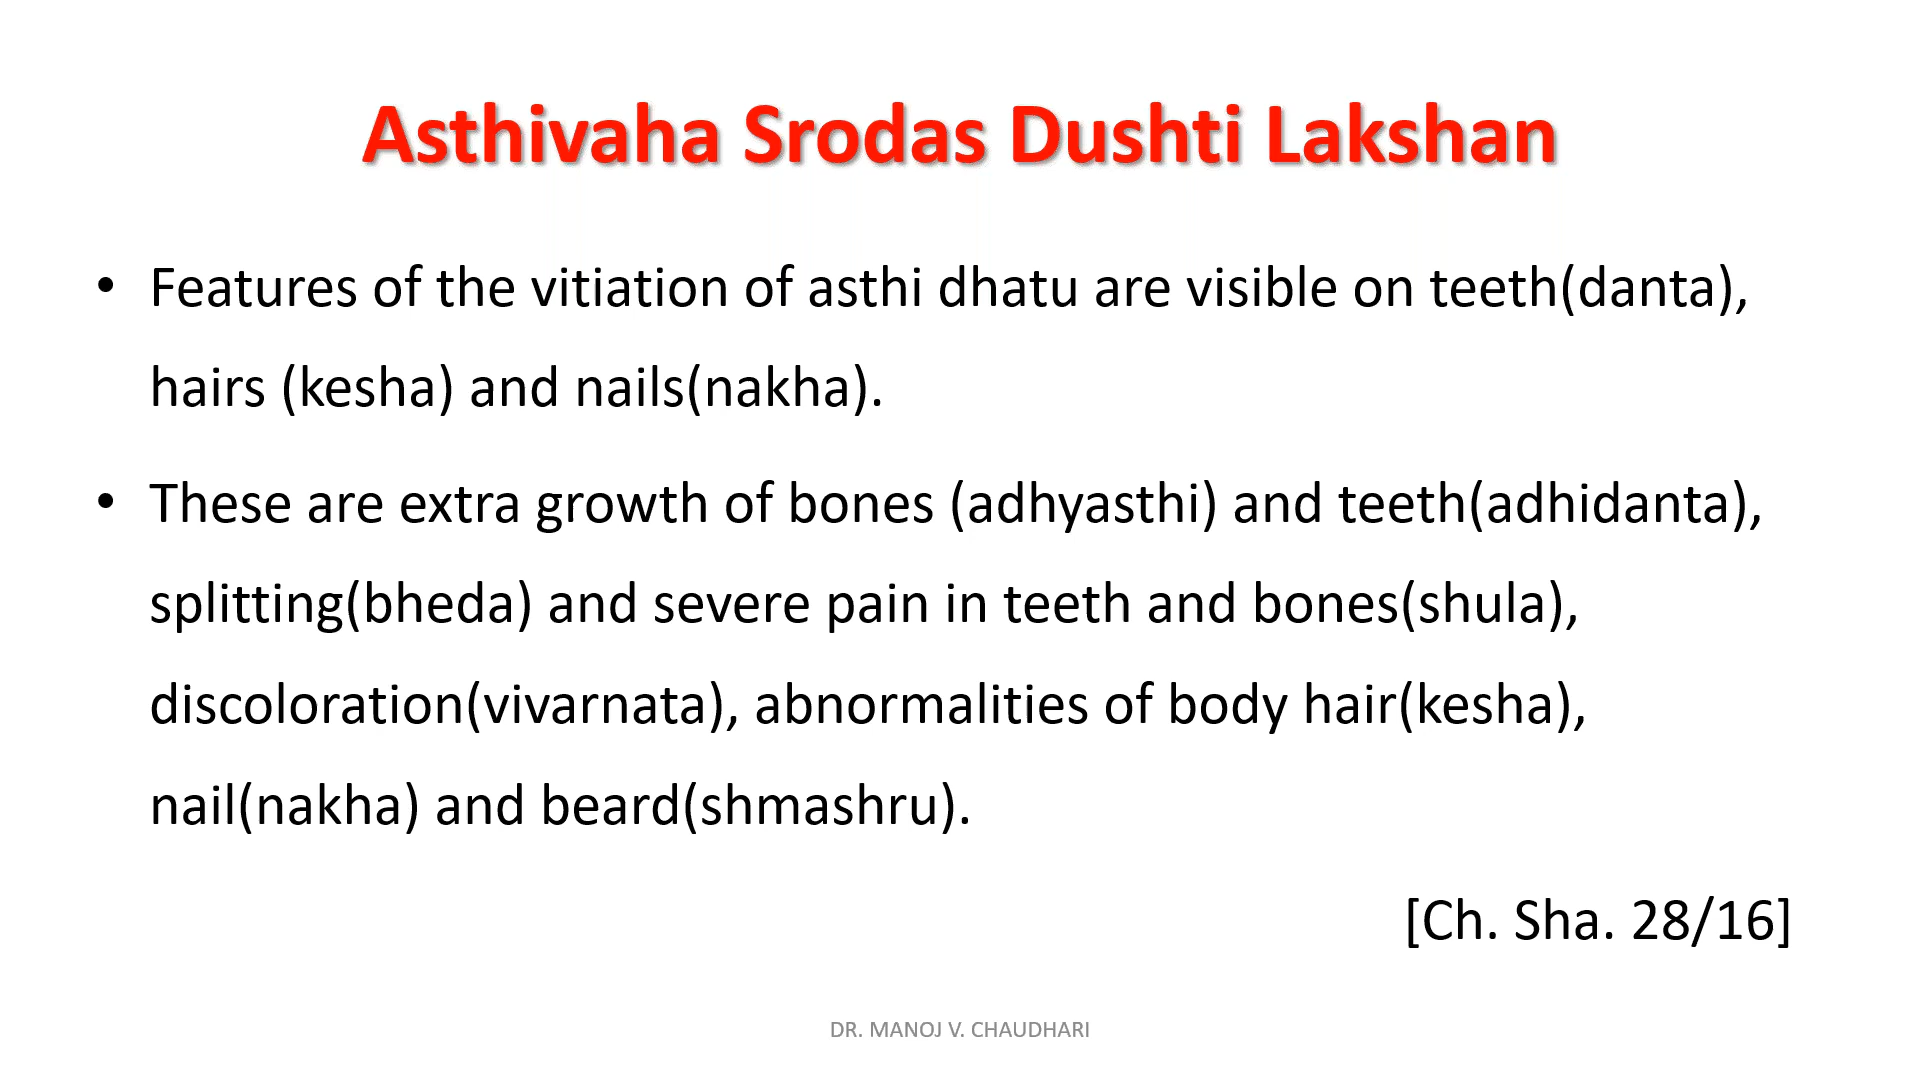 Asthivaha Srodas Dushti Lakshan
• Features of the vitiation of asthi dhatu are visible on teeth(danta),
hairs (kesha) and nails(nakha).
• These are extra growth of bones (adhyasthi) and teeth(adhidanta),
splitting(bheda) and severe pain in teeth and bones(shula),
discoloration(vivarnata), abnormalities of body hair(kesha),
nail(nakha) and beard(shmashru).
[Ch. Sha. 28/16]
DR. MANOJ V. CHAUDHARI